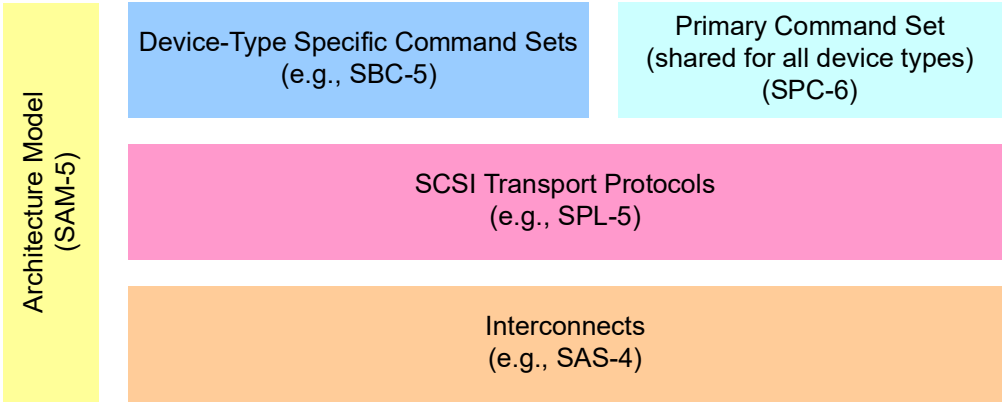 Architecture Model
(SAM-5)
Device-Type Specific Command Sets
(e.g., SBC-5)
Primary Command Set
(shared for all device types)
(SPC-6)
SCSI Transport Protocols
(e.g., SPL-5)
Interconnects
(e.g., SAS-4)